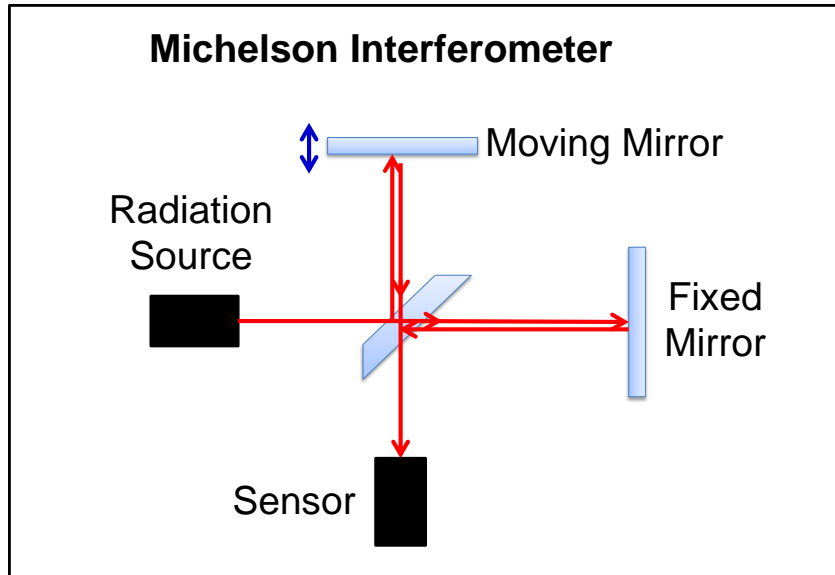 Michelson Interferometer
Moving Mirror
Radiation
Source
Fixed
Mirror
Sensor